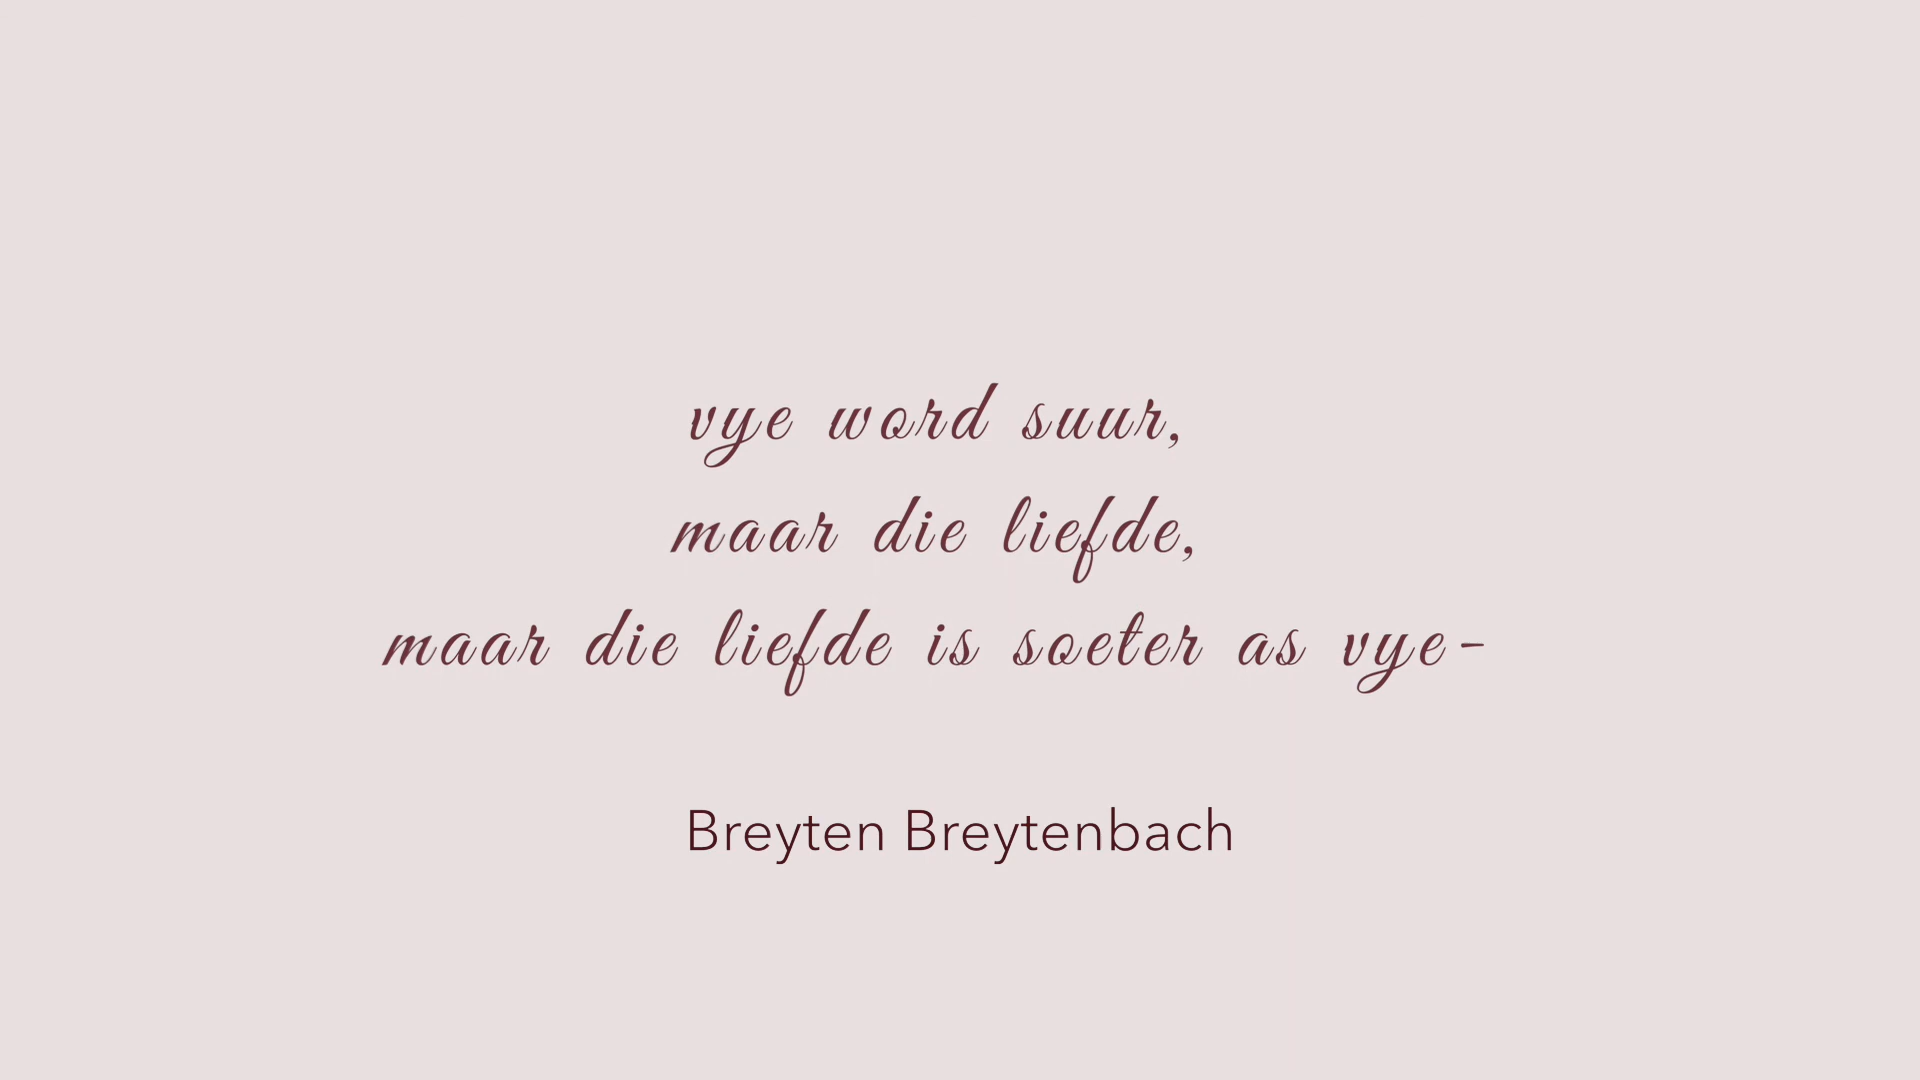 vye word suur,
maar die liefde,
maar die liefde is soeter as vye-
Breyten Breytenbach